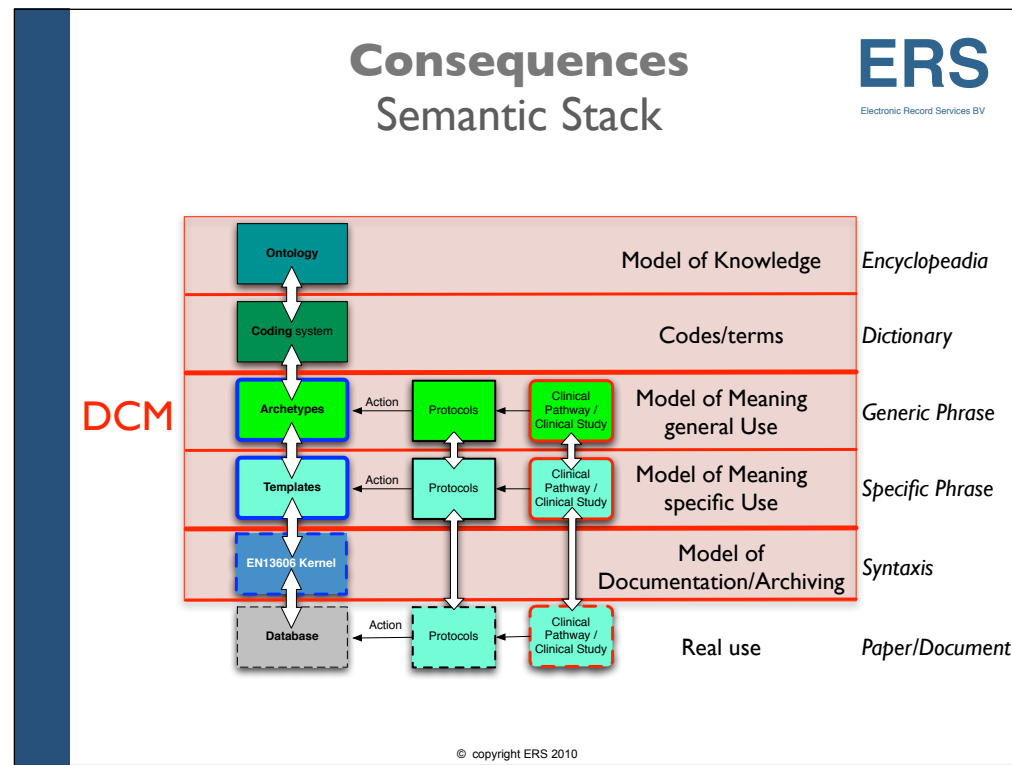 Consequences
Semantic Stack
ERS
Electronic Record Services BV
Ontology
Model of Knowledge
Encyclopeadia
Coding system
Codes/terms
Dictionary
DCM
Archetypes
Action
Protocols
Clinical
Pathway /
Clinical Study
Model of Meaning
general Use
Generic Phrase
Templates
Action
Protocols
Clinical
Pathway /
Clinical Study
Model of Meaning
specific Use
Specific Phrase
EN13606 Kernel
Model of
Documentation/Archiving
Syntaxis
Database
Action
Protocols
Clinical
Pathway /
Clinical Study
Real use
Paper/Document
© copyright ERS 2010